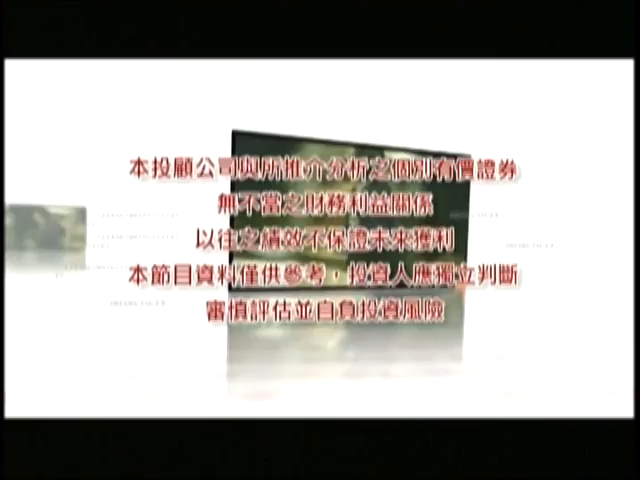 本投顧公司與所推介分析之個別有價證券
無不當之財務利益關係
以往之績效不保證未來獲利
本節目資料僅供參考，投資人應獨立判斷
審慎評估並自負投資風險